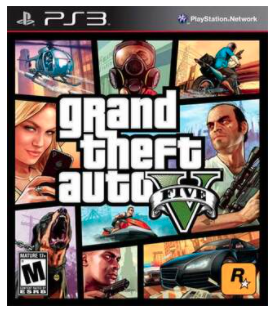 PS3
PlayStation.Network
grand
theft
auto
V
FIVE
MATURE 17+
M
ESRB
R